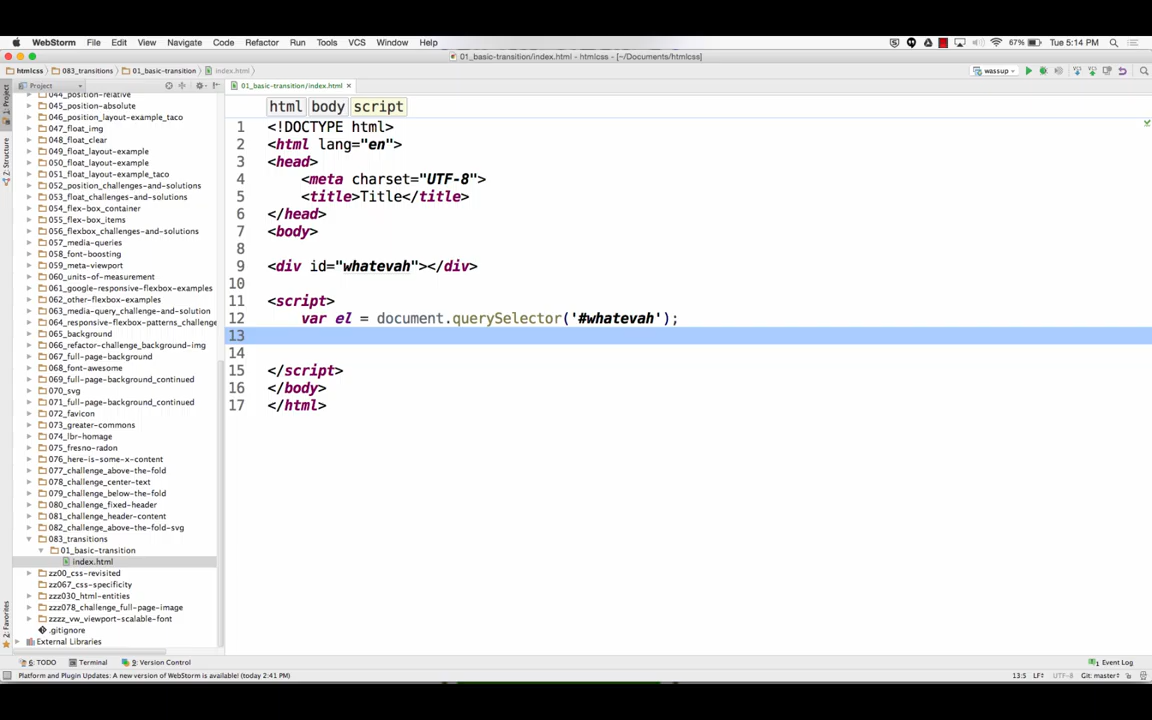 WebStorm File Edit View Navigate Code Refactor Run Tools VCS Window Help 67% Tue 5:14 PM
01_basic-transition/index.html - htmlcss - [~/Documents/htmlcss]
htmlcss 083_transitions 01_basic-transition index.html wassup
Project 01_basic-transition/index.html
1: Project
Z: Structure
2: Favorites
044_position-relative
045_position-absolute
046_position_layout-example_taco
047_float_img
048_float_clear
049_float_layout-example
050_float_layout-example
051_float_layout-example_taco
052_position_challenges-and-solutions
053_float_challenges-and-solutions
054_flex-box_container
055_flex-box_items
056_flexbox_challenges-and-solutions
057_media-queries
058_font-boosting
059_meta-viewport
060_units-of-measurement
061_google-responsive-flexbox-examples
062_other-flexbox-examples
063_media-query_challenge-and-solution
064_responsive-flexbox-patterns_challenge
065_background
066_refactor-challenge_background-img
067_full-page-background
068_font-awesome
069_full-page-background_continued
070_svg
071_full-page-background_continued
072_favicon
073_greater-commons
074_lbr-homage
075_fresno-radon
076_here-is-some-x-content
077_challenge_above-the-fold
078_challenge_center-text
079_challenge_below-the-fold
080_challenge_fixed-header
081_challenge_header-content
082_challenge_above-the-fold-svg
083_transitions
01_basic-transition
index.html
zz00_css-revisited
zz067_css-specificity
zzz030_html-entities
zzz078_challenge_full-page-image
zzzz_vw_viewport-scalable-font
.gitignore
External Libraries
html body script
1 <!DOCTYPE html>
2 <html lang="en">
3 <head>
4 <meta charset="UTF-8">
5 <title>Title</title>
6 </head>
7 <body>
8
9 <div id="whatevah"></div>
10
11 <script>
12 var el = document.querySelector('#whatevah');
13
14
15 </script>
16 </body>
17 </html>
6: TODO Terminal 9: Version Control 1 Event Log
Platform and Plugin Updates: A new version of WebStorm is available! (today 2:41 PM) 13:5 LF UTF-8 Git: master